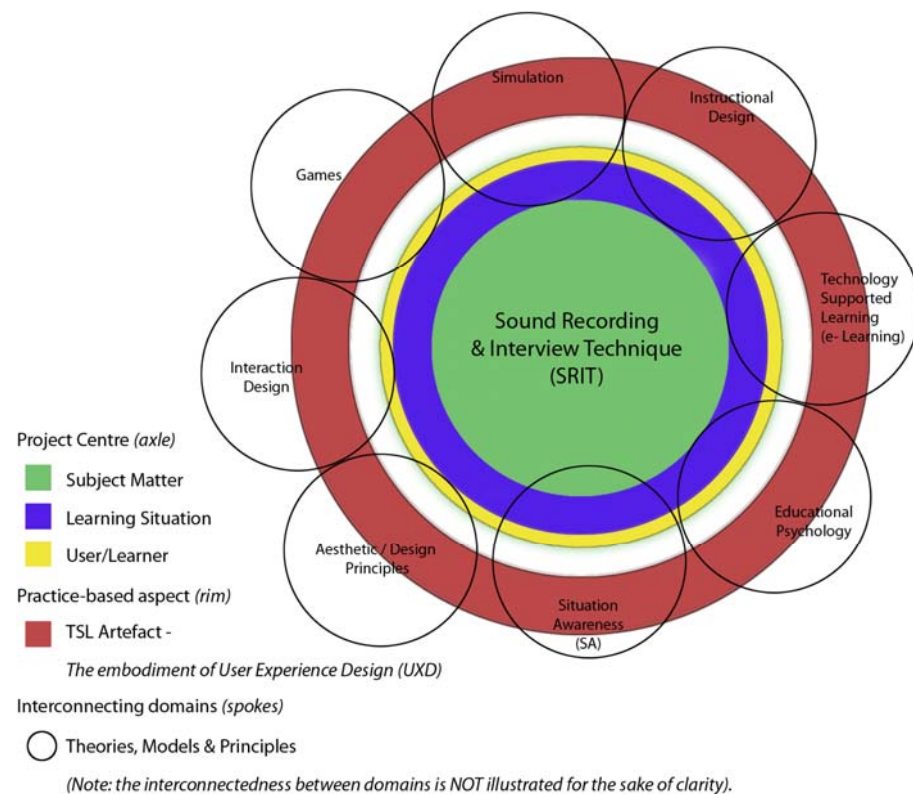 Simulation
Instructional
Design
Games
Technology
Supported
Learning
(e- Learning)
Sound Recording
& Interview Technique
(SRIT)
Interaction
Design
Educational
Psychology
Aesthetic / Design
Principles
Situation
Awareness
(SA)
Project Centre (axle)
Subject Matter
Learning Situation
User/Learner
Practice-based aspect (rim)
TSL Artefact -
The embodiment of User Experience Design (UXD)
Interconnecting domains (spokes)
Theories, Models & Principles
(Note: the interconnectedness between domains is NOT illustrated for the sake of clarity).